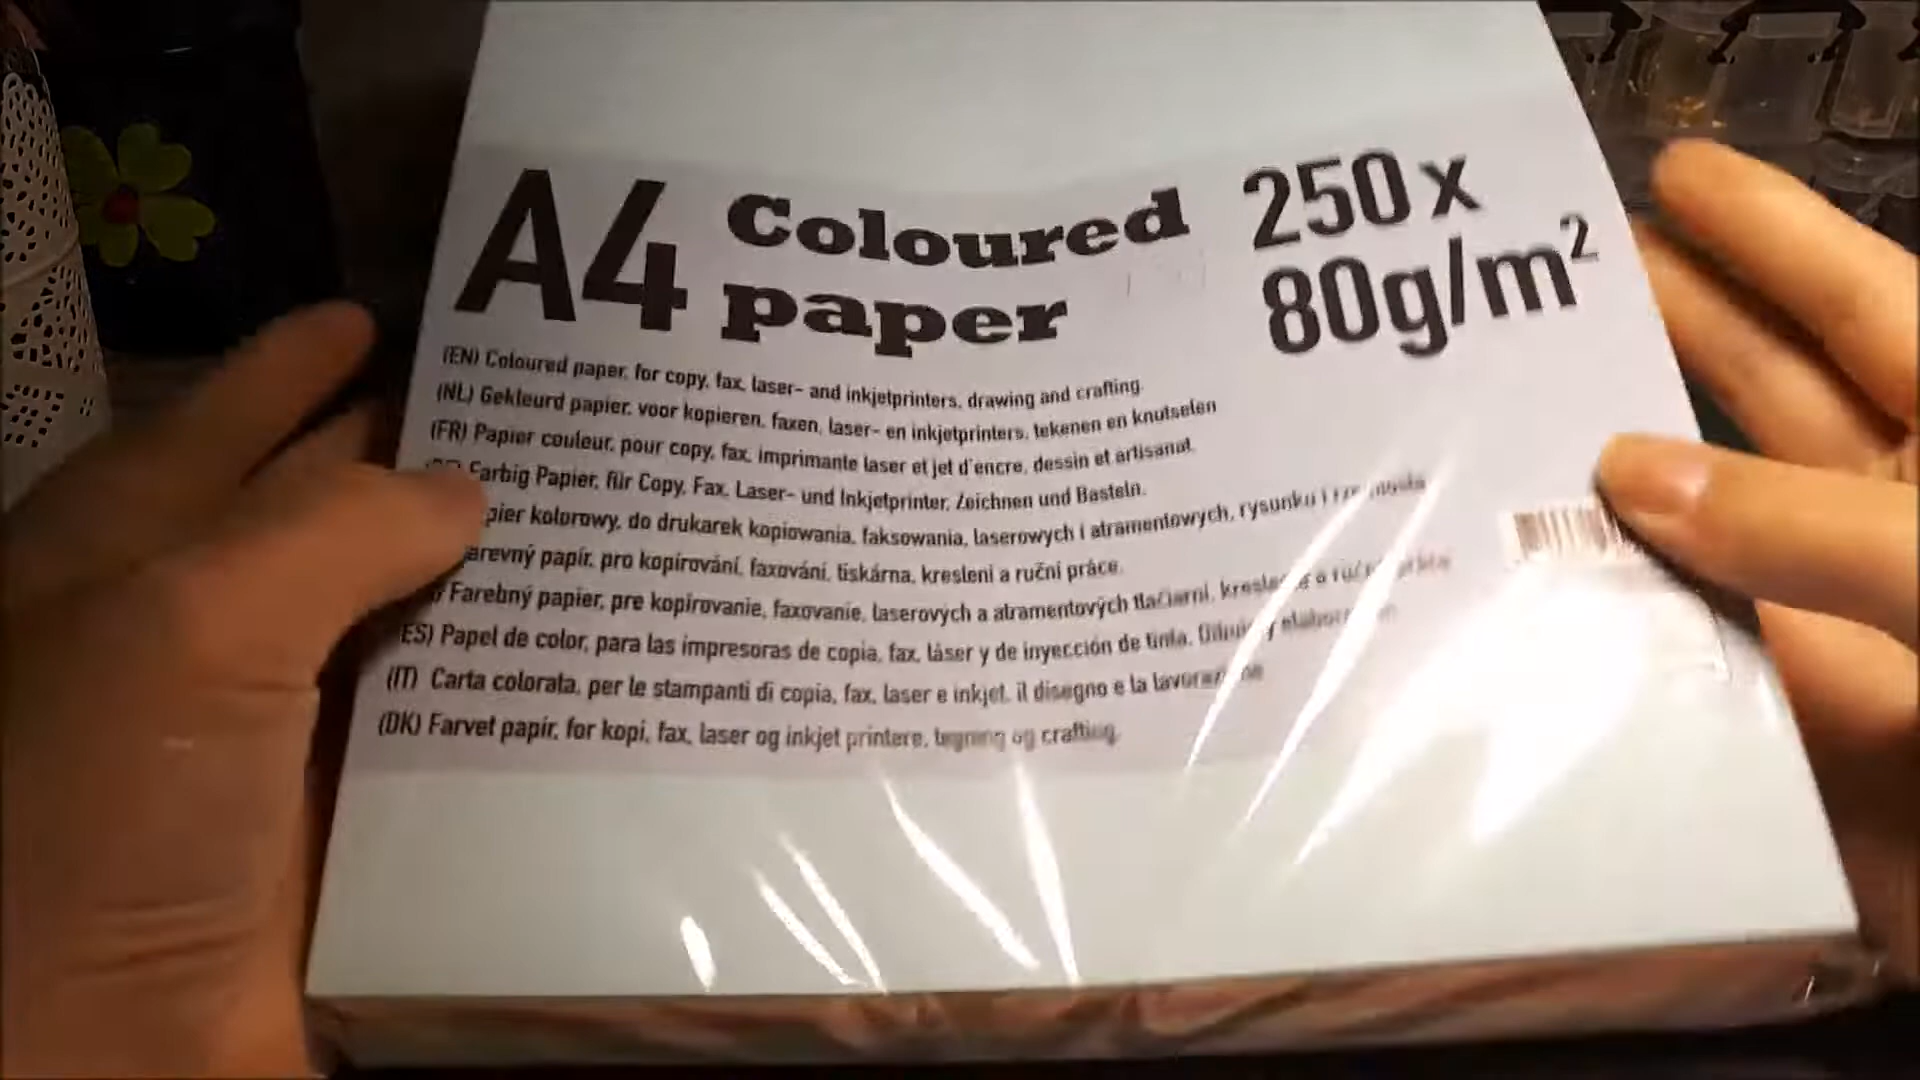 A4 Coloured paper
250 x
80g/m²
(EN) Coloured paper, for copy, fax, laser- and inkjetprinters, drawing and crafting.
(NL) Gekleurd papier, voor kopieren, faxen, laser- en inkjetprinters, tekenen en knutselen
(FR) Papier couleur, pour copy, fax, imprimante laser et jet d'encre, dessin et artisanat.
Farbig Papier, für Copy, Fax, Laser- und Inkjetprinter, Zeichnen und Basteln.
pier kolorowy, do drukarek kopiowania, faksowania, laserowych i atramentowych, rysunku i
arevný papír, pro kopírování, faxování, tiskárna, kresleni a ruční práce.
Farebný papier, pre kopírovanie, faxovanie, laserových a atramentových tlačiarní,
ES) Papel de color, para las impresoras de copia, fax, láser y de inyección de tinta. Dibujo y
(IT) Carta colorata, per le stampanti di copia, fax, laser e inkjet, il disegno e la
(DK) Farvet papir, for kopi, fax, laser og inkjet printere, tegning og crafting.